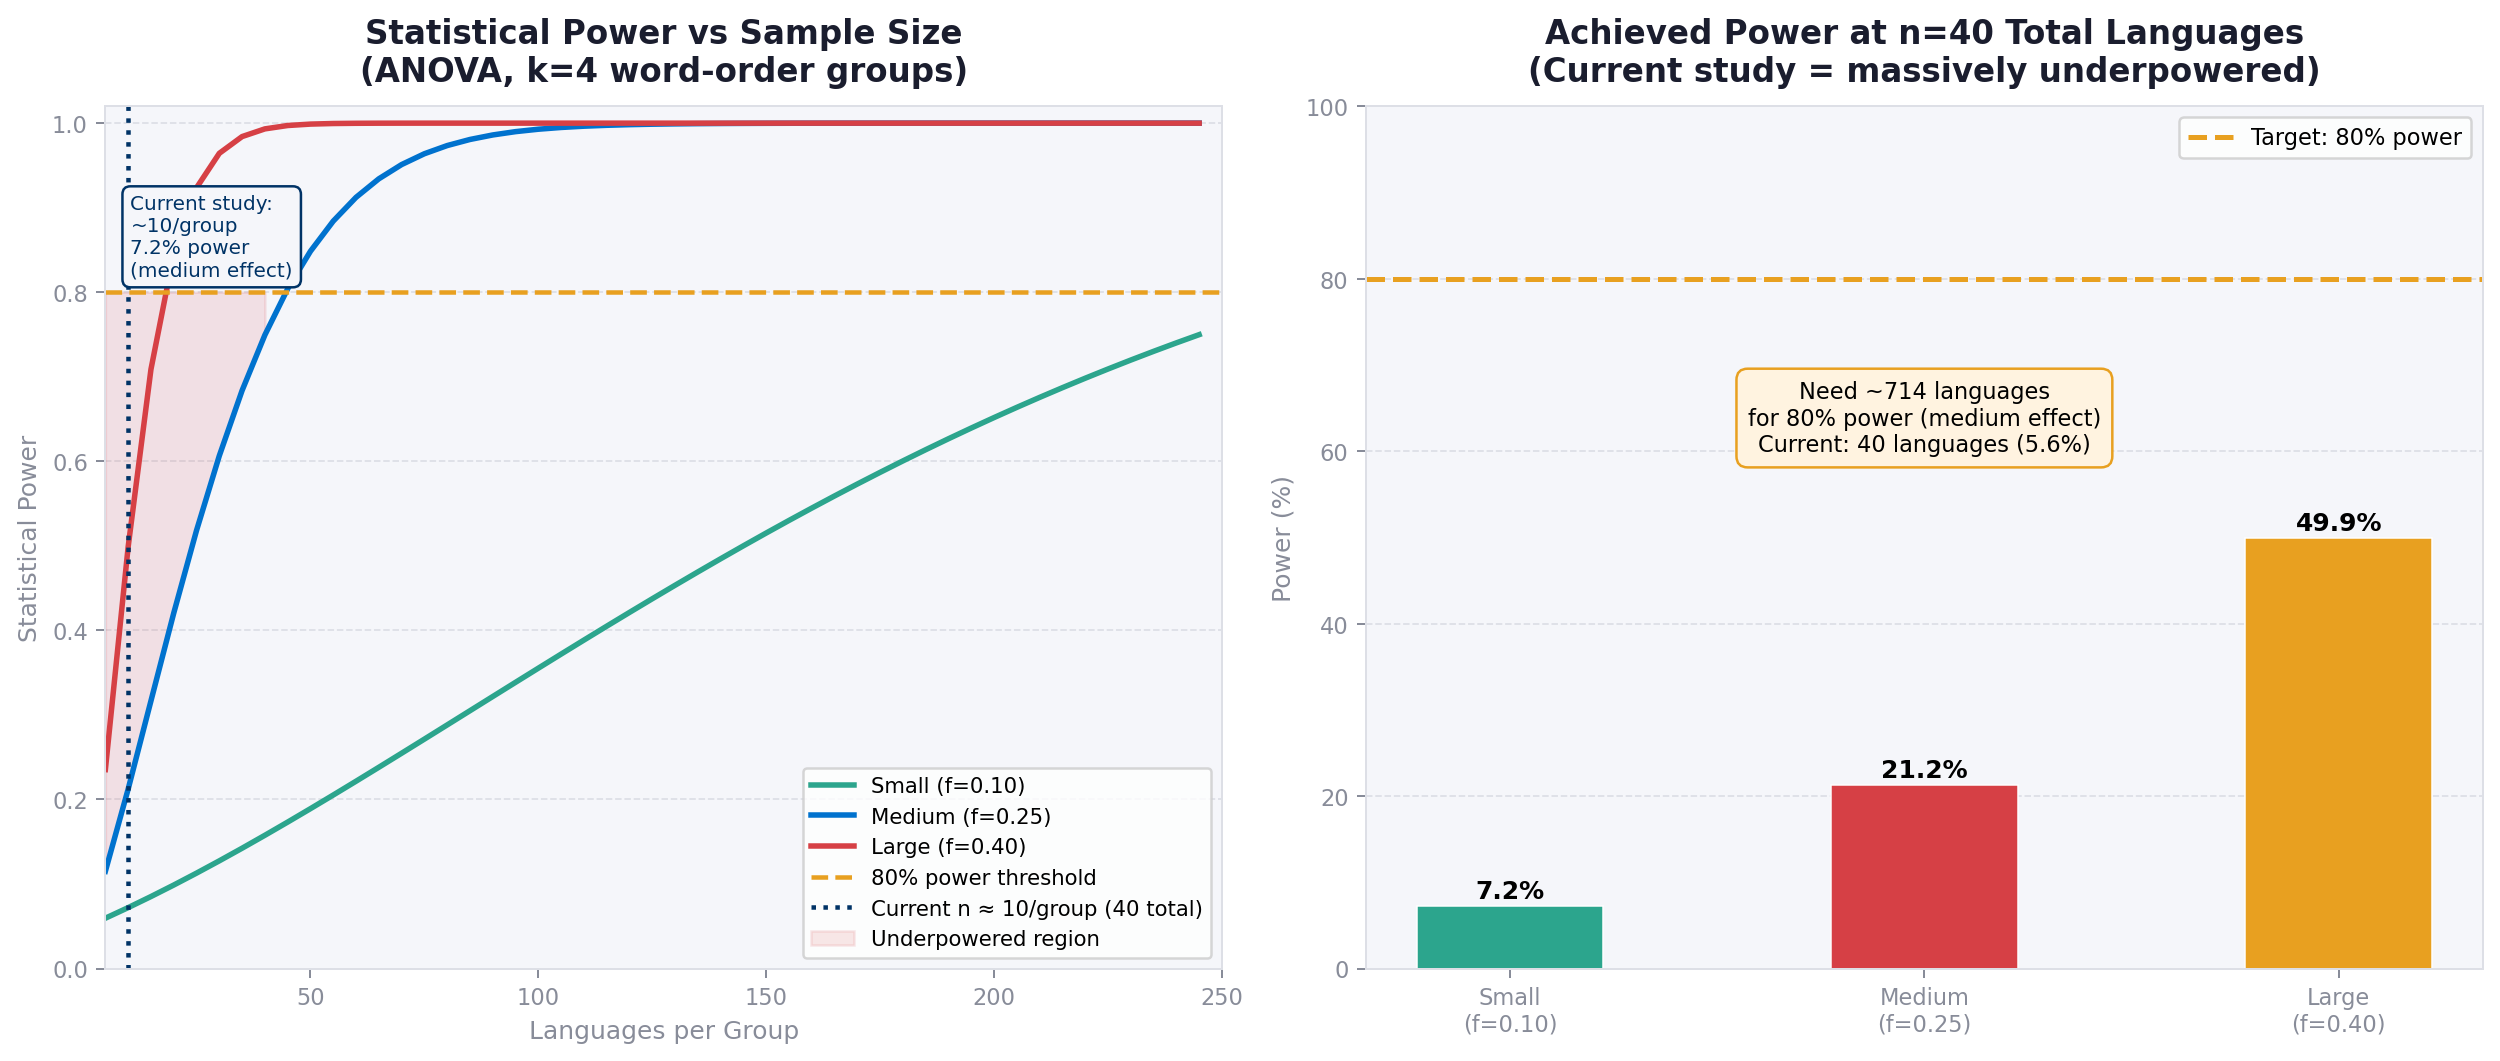 Statistical Power vs Sample Size
(ANOVA, k=4 word-order groups)
Statistical Power
1.0
0.8
0.6
0.4
0.2
0.0
Current study:
~10/group
7.2% power
(medium effect)
Small (f=0.10)
Medium (f=0.25)
Large (f=0.40)
80% power threshold
Current n ≈ 10/group (40 total)
Underpowered region
50
100
150
200
250
Languages per Group
Achieved Power at n=40 Total Languages
(Current study = massively underpowered)
Power (%)
100
80
60
40
20
0
Target: 80% power
Need ~714 languages
for 80% power (medium effect)
Current: 40 languages (5.6%)
7.2%
21.2%
49.9%
Small
(f=0.10)
Medium
(f=0.25)
Large
(f=0.40)